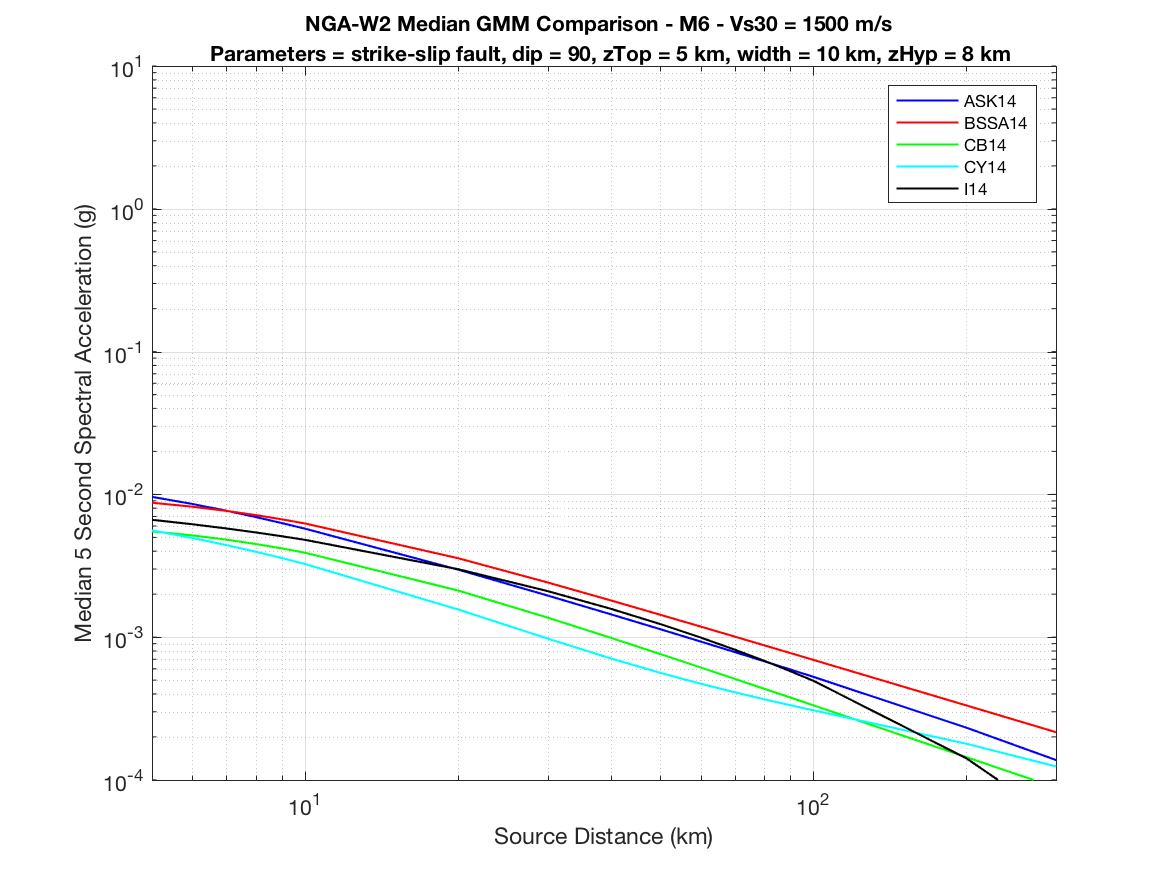 NGA-W2 Median GMM Comparison - M6 - Vs30 = 1500 m/s
Parameters = strike-slip fault, dip = 90, zTop = 5 km, width = 10 km, zHyp = 8 km
10^1
ASK14
BSSA14
CB14
CY14
I14
10^0
10^-1
10^-2
10^-3
10^-4
Median 5 Second Spectral Acceleration (g)
10^1
10^2
Source Distance (km)